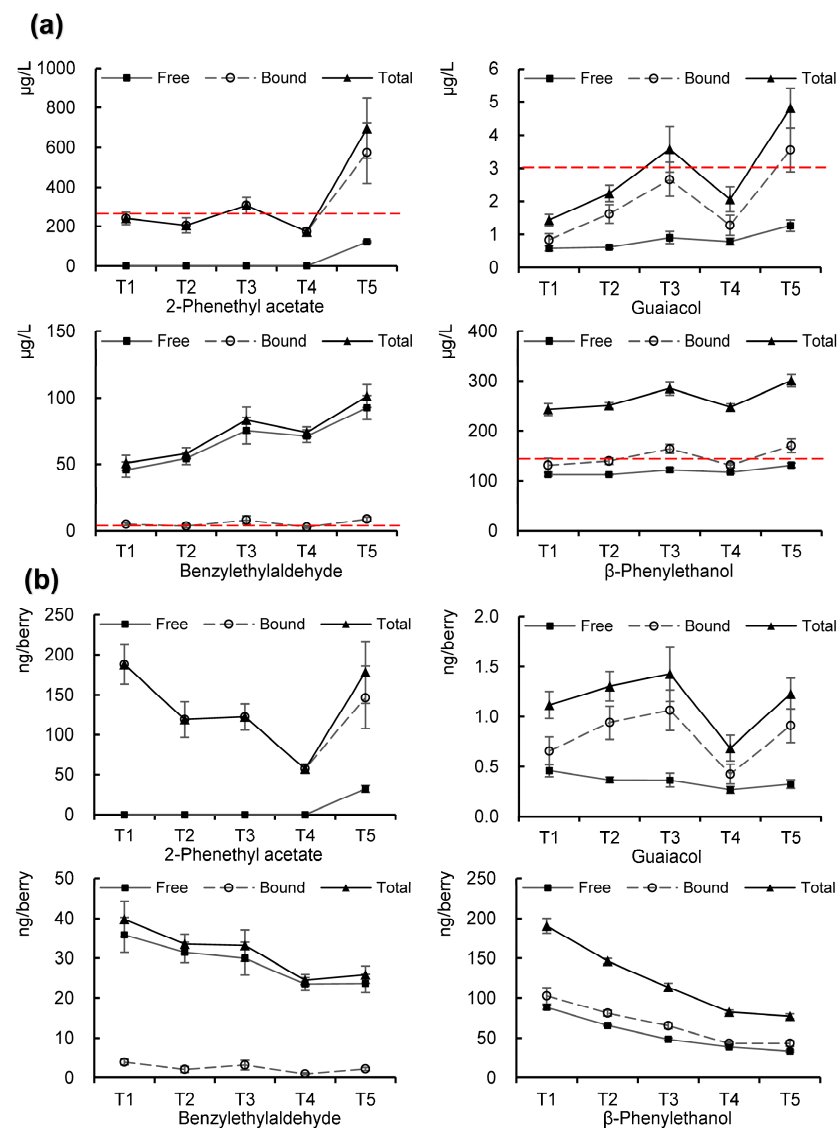 (a)
µg/L
Free Bound Total
1000
800
600
400
200
0
T1 T2 T3 T4 T5
2-Phenethyl acetate
µg/L
Free Bound Total
6
5
4
3
2
1
0
T1 T2 T3 T4 T5
Guaiacol
µg/L
Free Bound Total
150
100
50
0
T1 T2 T3 T4 T5
Benzylethylaldehyde
µg/L
Free Bound Total
400
300
200
100
0
T1 T2 T3 T4 T5
β-Phenylethanol
(b)
ng/berry
Free Bound Total
250
200
150
100
50
0
T1 T2 T3 T4 T5
2-Phenethyl acetate
ng/berry
Free Bound Total
2.0
1.5
1.0
0.5
0.0
T1 T2 T3 T4 T5
Guaiacol
ng/berry
Free Bound Total
50
40
30
20
10
0
T1 T2 T3 T4 T5
Benzylethylaldehyde
ng/berry
Free Bound Total
250
200
150
100
50
0
T1 T2 T3 T4 T5
β-Phenylethanol